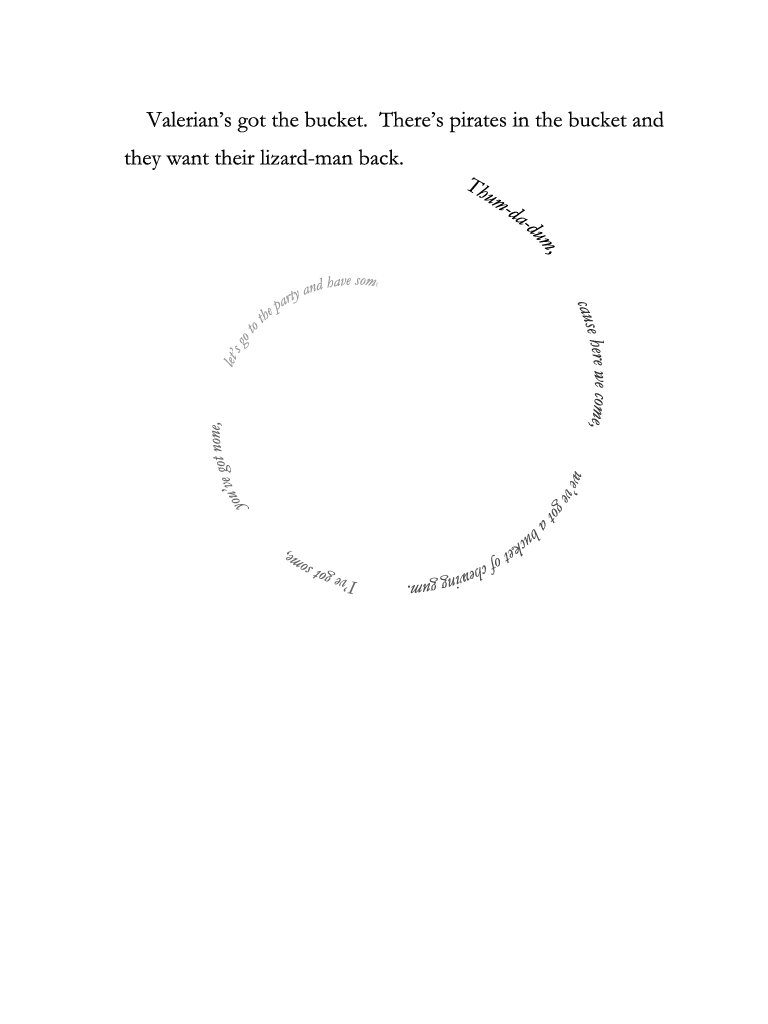 Valerian’s got the bucket.  There’s pirates in the bucket and
they want their lizard-man back.
Thum-da-dum,
cause here we come,
we’ve got a bucket of chewing gum.
I’ve got some,
you’ve got none,
let’s go to the party and have som